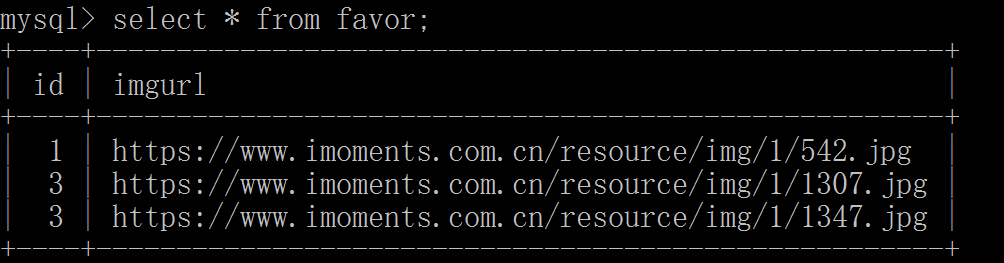 mysql> select * from favor;
+----+-----------------------------------------------------+
| id | imgurl                                              |
+----+-----------------------------------------------------+
|  1 | https://www.imoments.com.cn/resource/img/1/542.jpg  |
|  3 | https://www.imoments.com.cn/resource/img/1/1307.jpg |
|  3 | https://www.imoments.com.cn/resource/img/1/1347.jpg |
+----+-----------------------------------------------------+